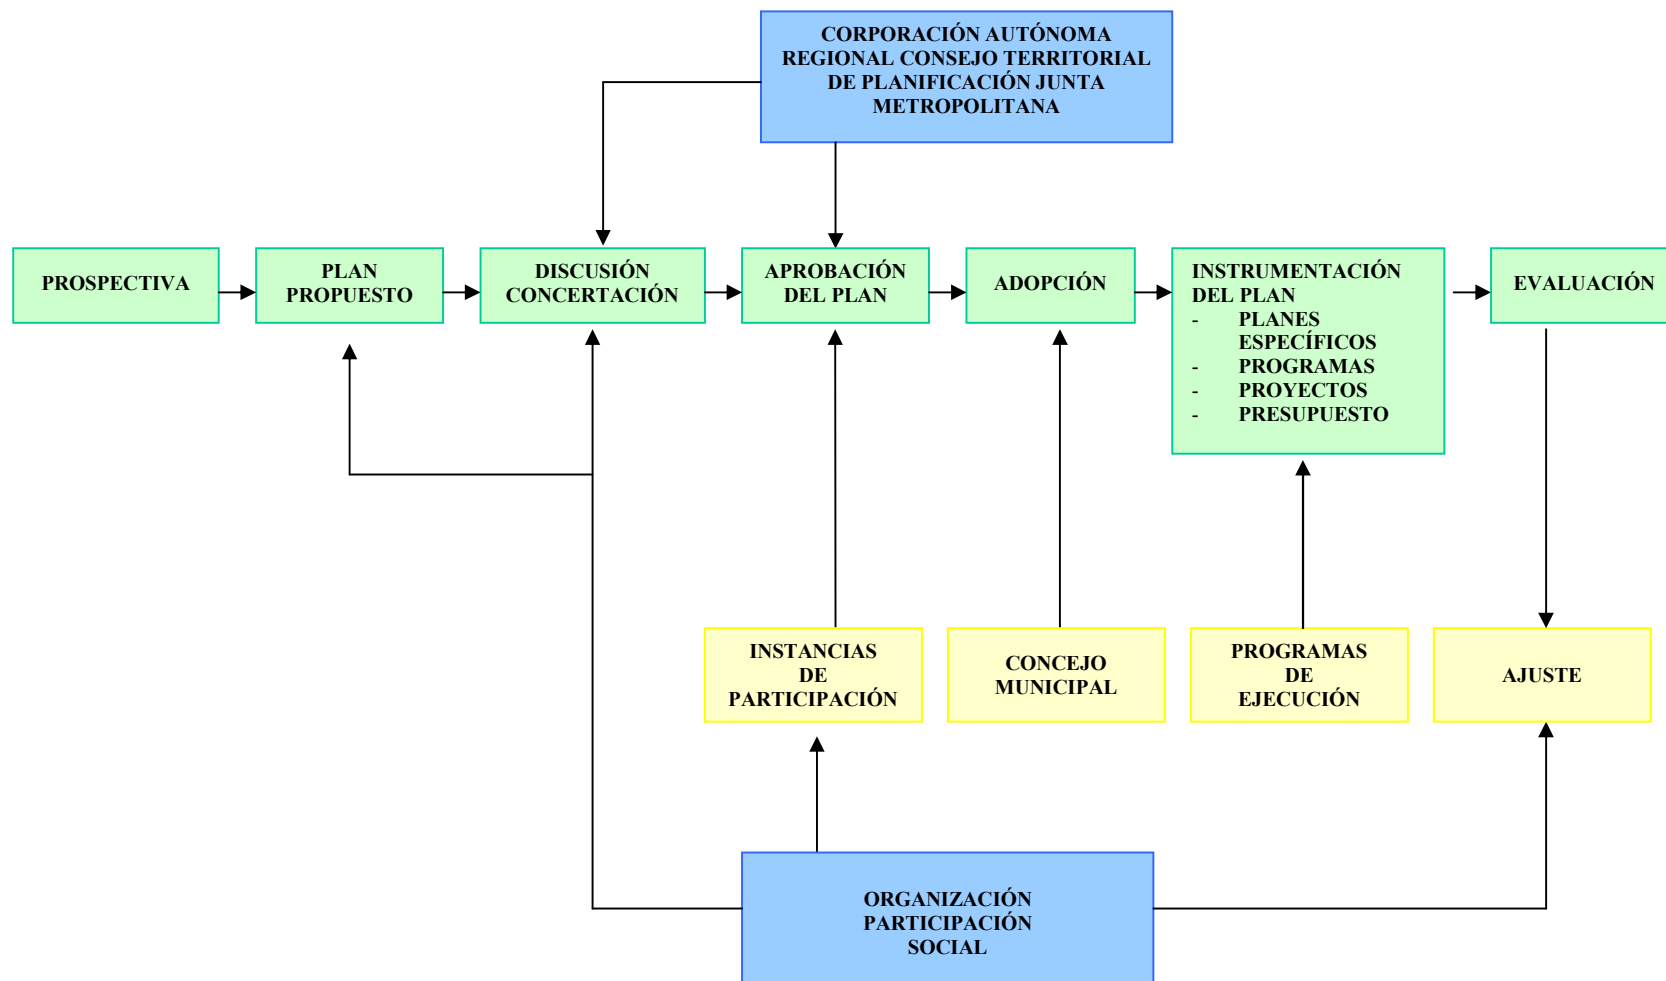 CORPORACIÓN AUTÓNOMA
REGIONAL CONSEJO TERRITORIAL
DE PLANIFICACIÓN JUNTA
METROPOLITANA
PROSPECTIVA
PLAN
PROPUESTO
DISCUSIÓN
CONCERTACIÓN
APROBACIÓN
DEL PLAN
ADOPCIÓN
INSTRUMENTACIÓN
DEL PLAN
- PLANES
ESPECÍFICOS
- PROGRAMAS
- PROYECTOS
- PRESUPUESTO
EVALUACIÓN
INSTANCIAS
DE
PARTICIPACIÓN
CONCEJO
MUNICIPAL
PROGRAMAS
DE
EJECUCIÓN
AJUSTE
ORGANIZACIÓN
PARTICIPACIÓN
SOCIAL